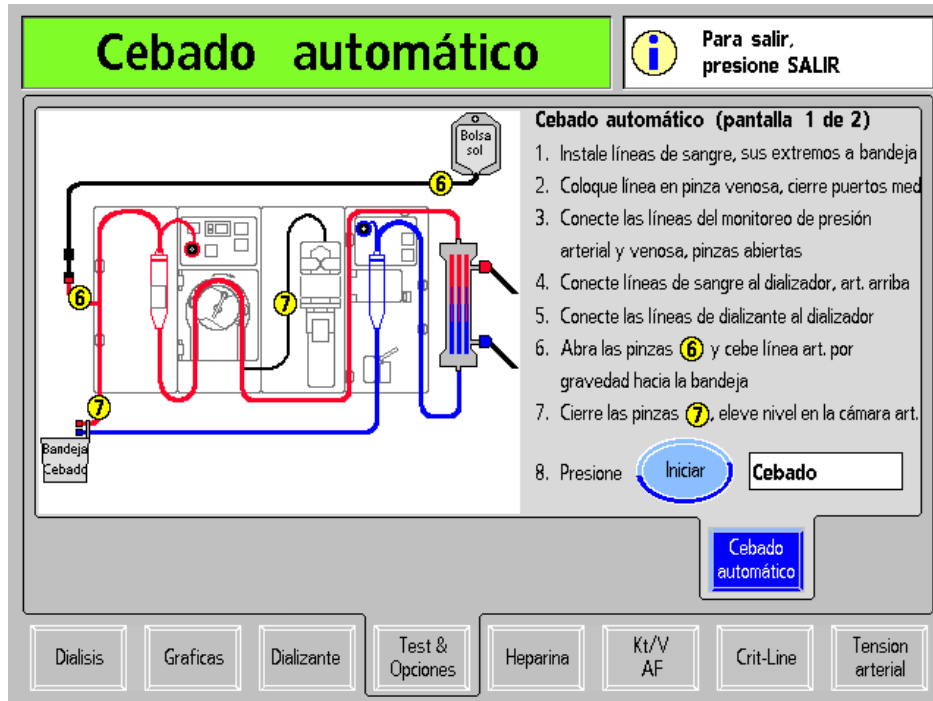 Cebado automático
Para salir,
presione SALIR
Bolsa
sol
6
6
7
7
Bandeja
Cebado
Cebado automático (pantalla 1 de 2)
1. Instale líneas de sangre, sus extremos a bandeja
2. Coloque línea en pinza venosa, cierre puertos med
3. Conecte las líneas del monitoreo de presión
arterial y venosa, pinzas abiertas
4. Conecte líneas de sangre al dializador, art. arriba
5. Conecte las líneas de dializante al dializador
6. Abra las pinzas 6 y cebe línea art. por
gravedad hacia la bandeja
7. Cierre las pinzas 7, eleve nivel en la cámara art.
8. Presione Iniciar Cebado
Cebado
automático
Dialisis
Graficas
Dializante
Test &
Opciones
Heparina
Kt/V
AF
Crit-Line
Tension
arterial